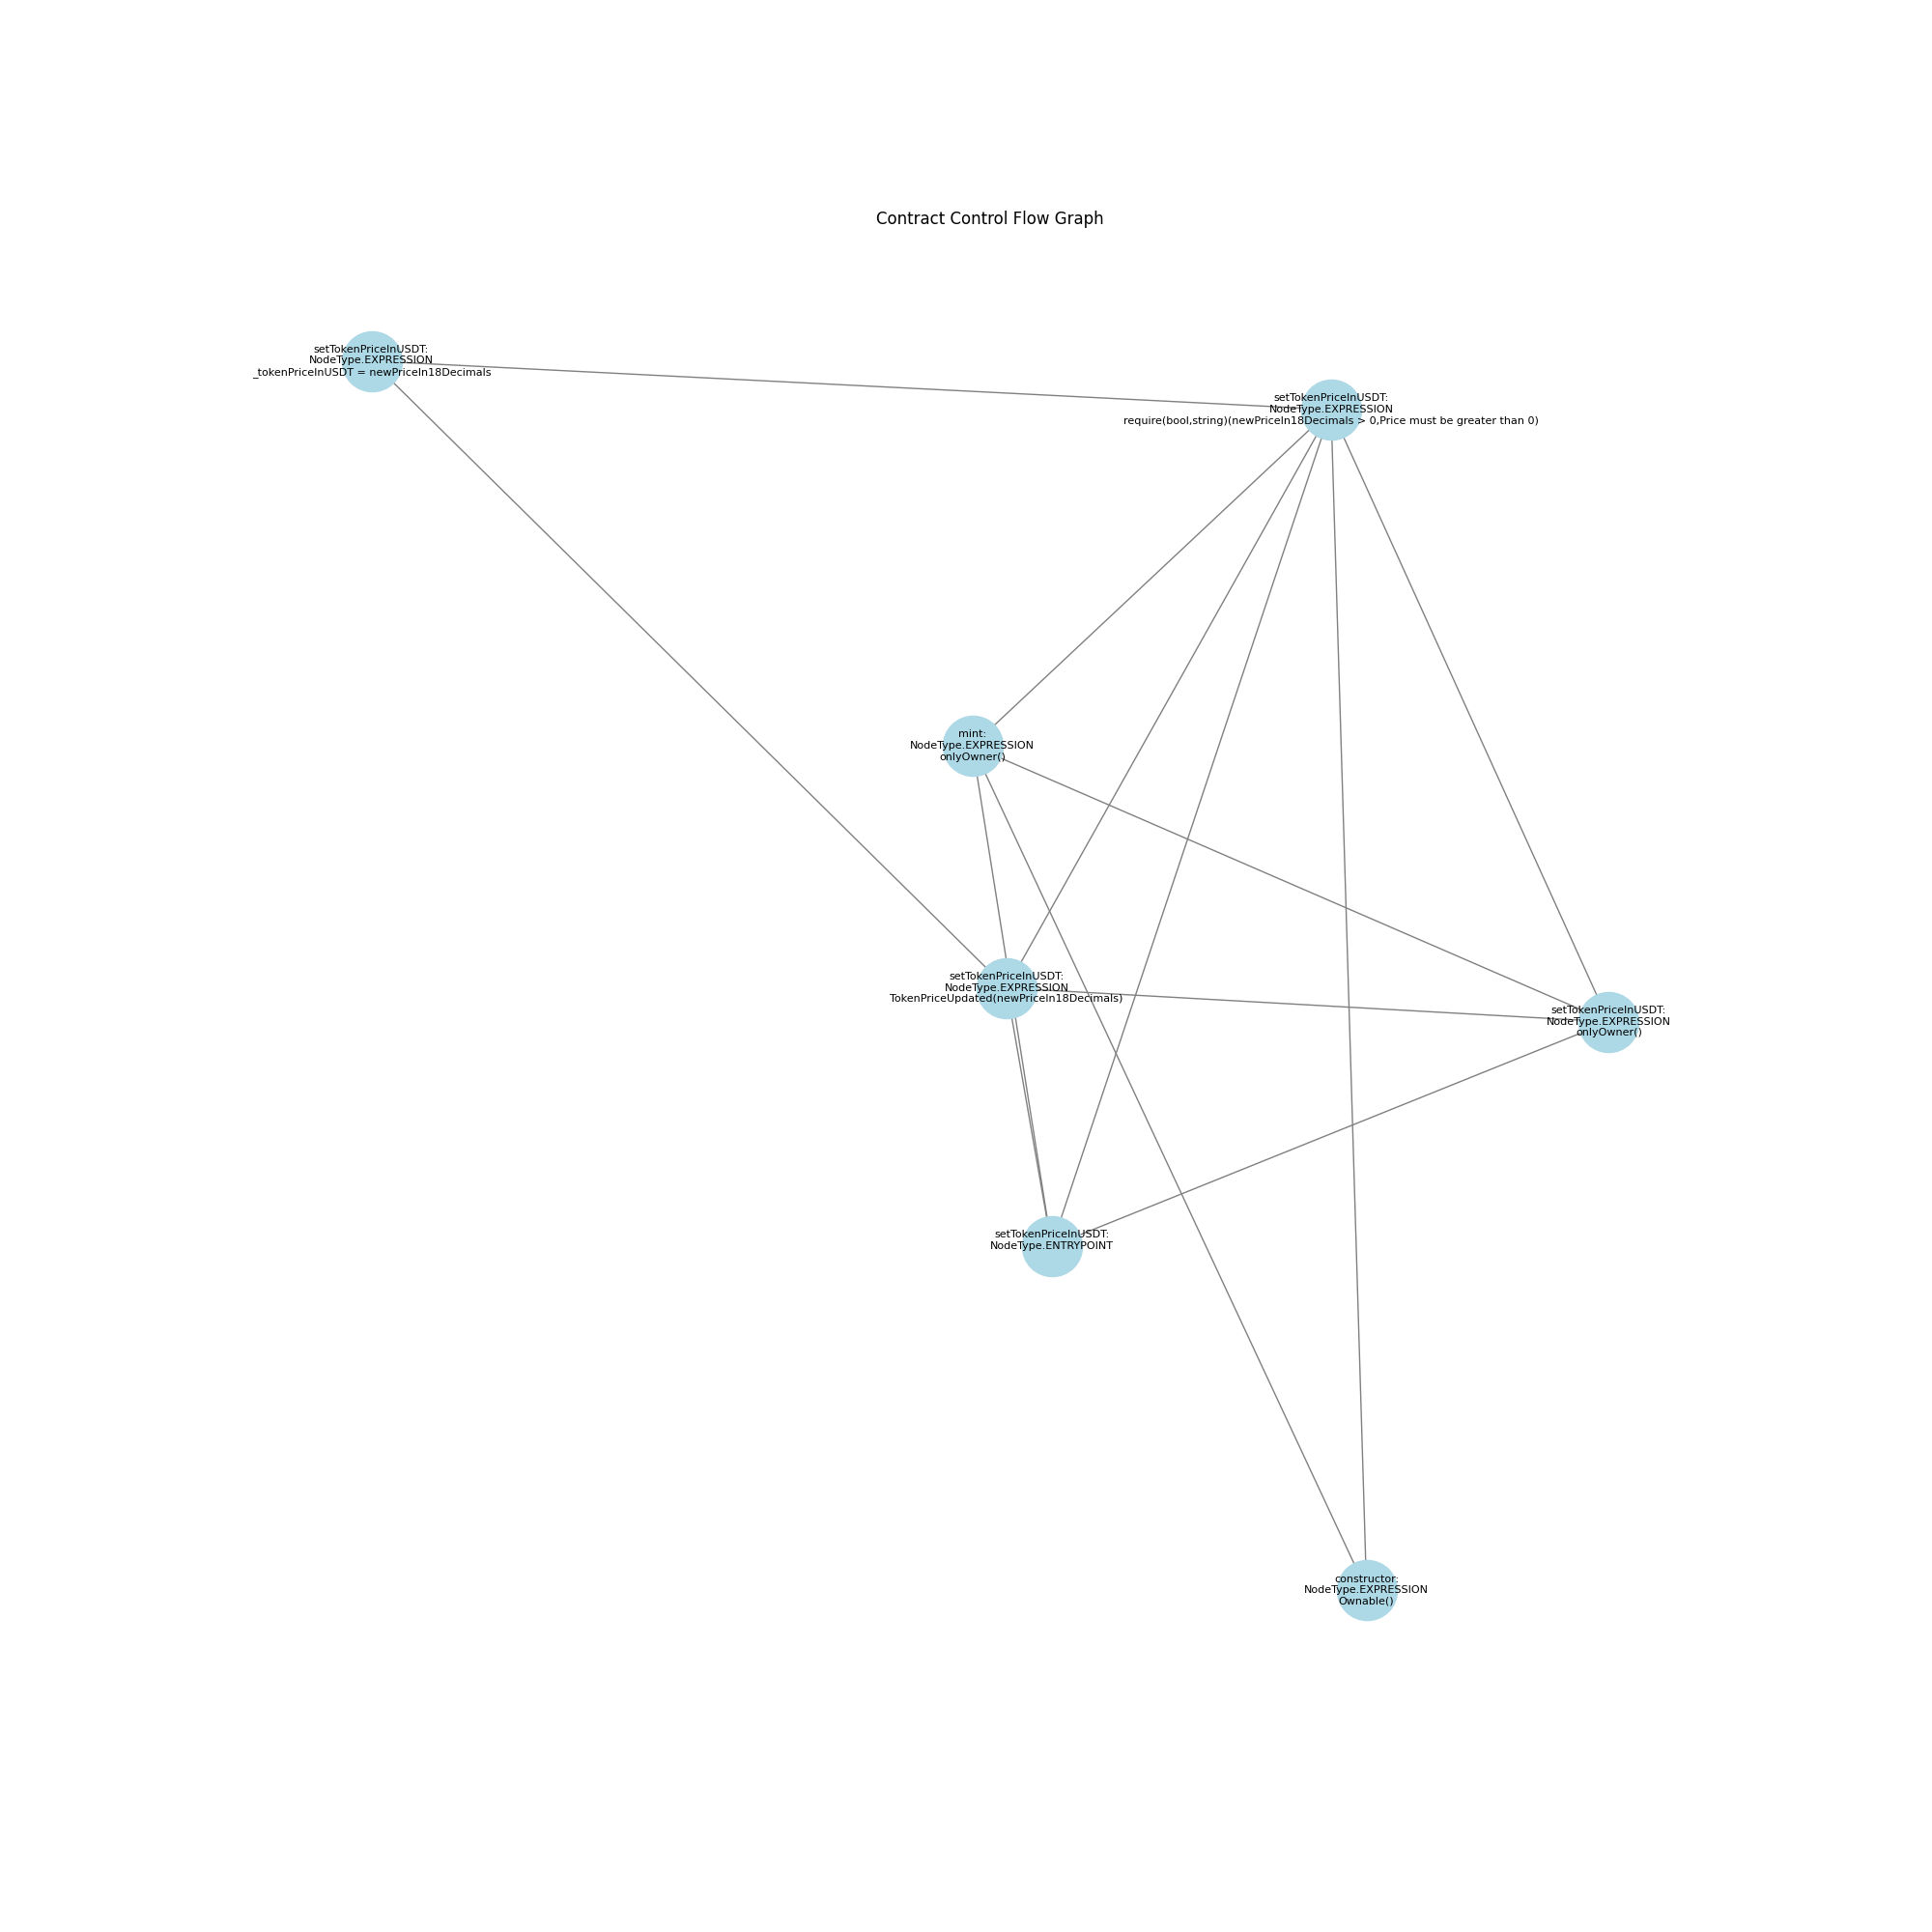 Contract Control Flow Graph
setTokenPriceInUSDT:
NodeType.EXPRESSION
_tokenPriceInUSDT = newPriceIn18Decimals
setTokenPriceInUSDT:
NodeType.EXPRESSION
require(bool,string)(newPriceIn18Decimals > 0,Price must be greater than 0)
mint:
NodeType.EXPRESSION
onlyOwner()
setTokenPriceInUSDT:
NodeType.EXPRESSION
TokenPriceUpdated(newPriceIn18Decimals)
setTokenPriceInUSDT:
NodeType.EXPRESSION
onlyOwner()
setTokenPriceInUSDT:
NodeType.ENTRYPOINT
constructor:
NodeType.EXPRESSION
Ownable()